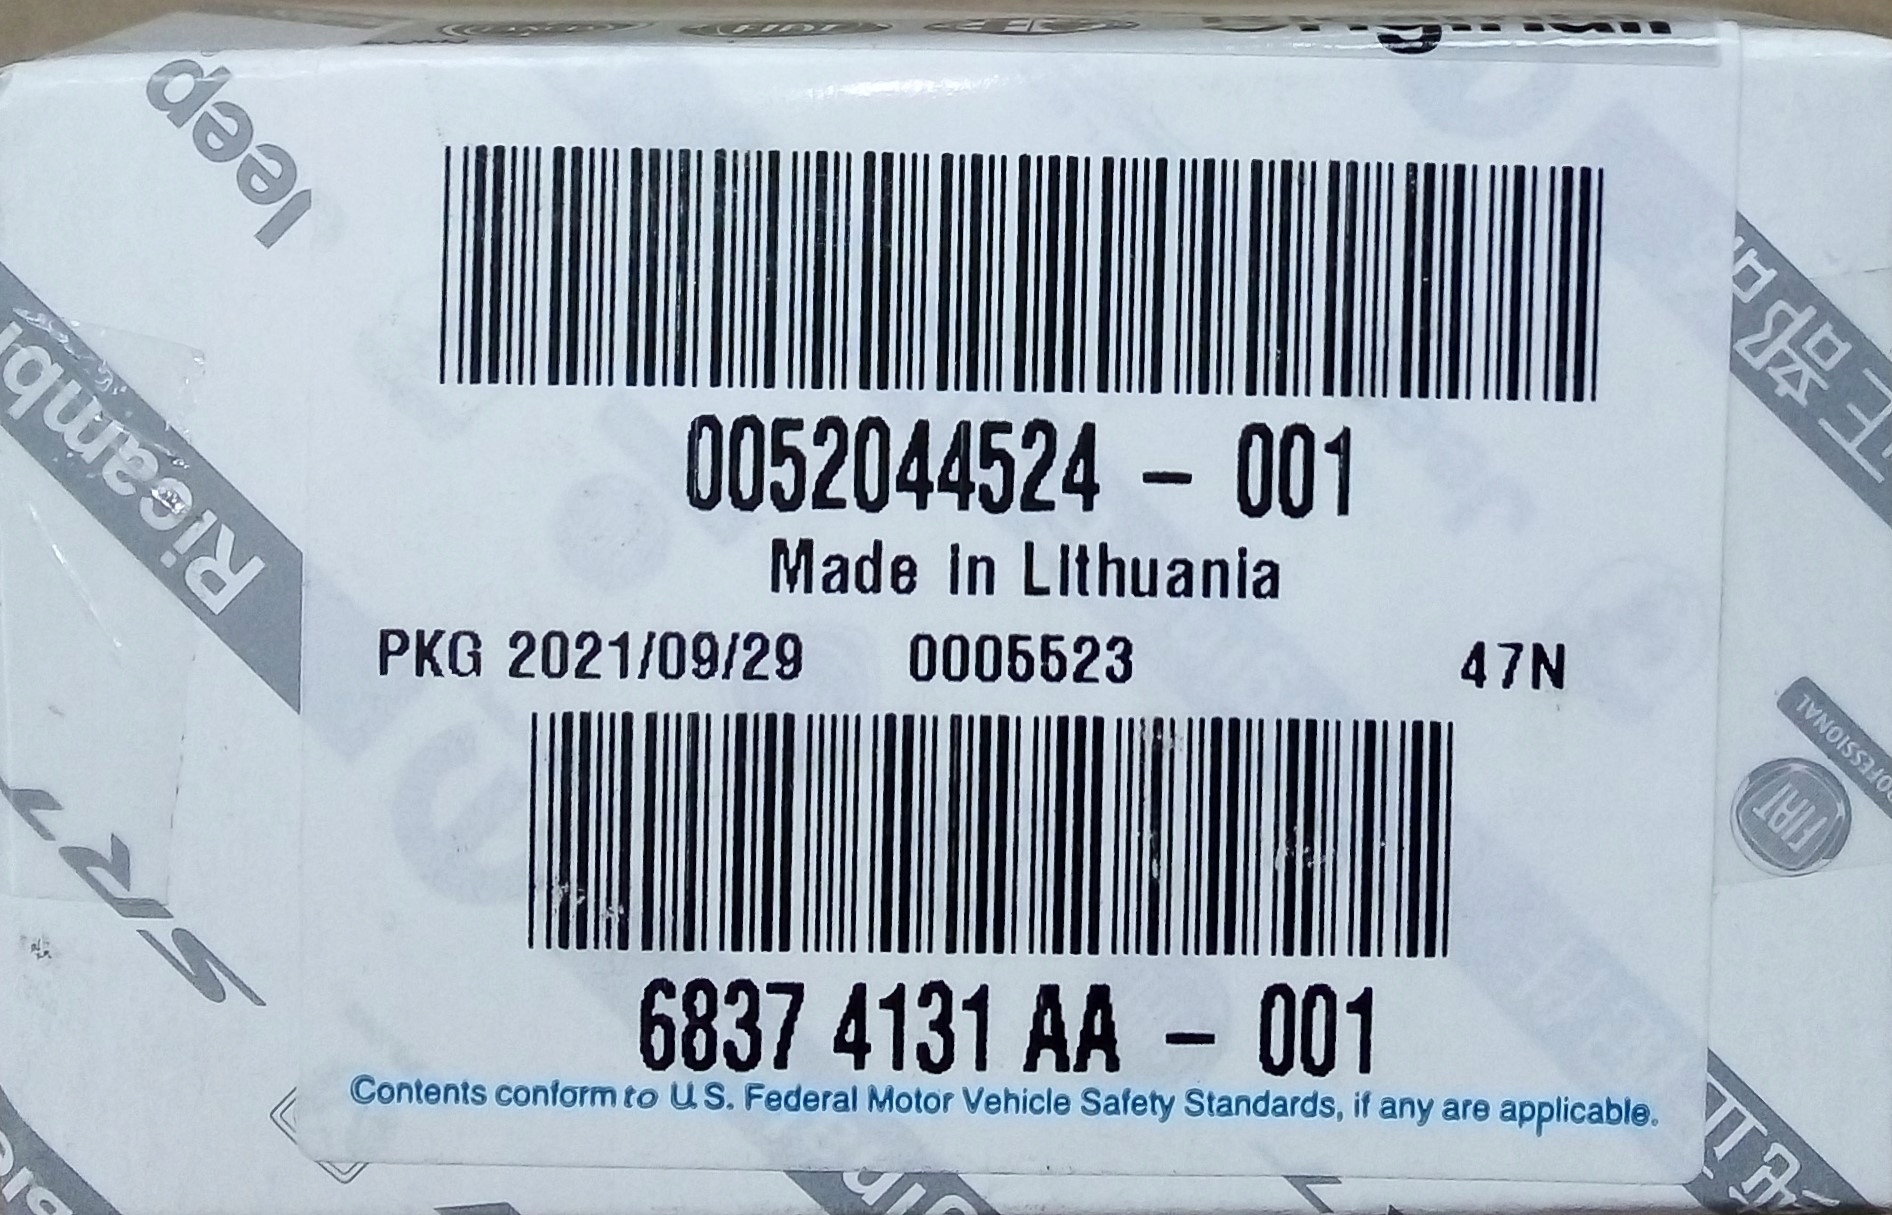 Jeep
0052044524 - 001
Made in Lithuania
PKG 2021/09/29 0005523 47N
6837 4131 AA - 001
Contents conform to U.S. Federal Motor Vehicle Safety Standards, if any are applicable.
Ricambi
FIAT